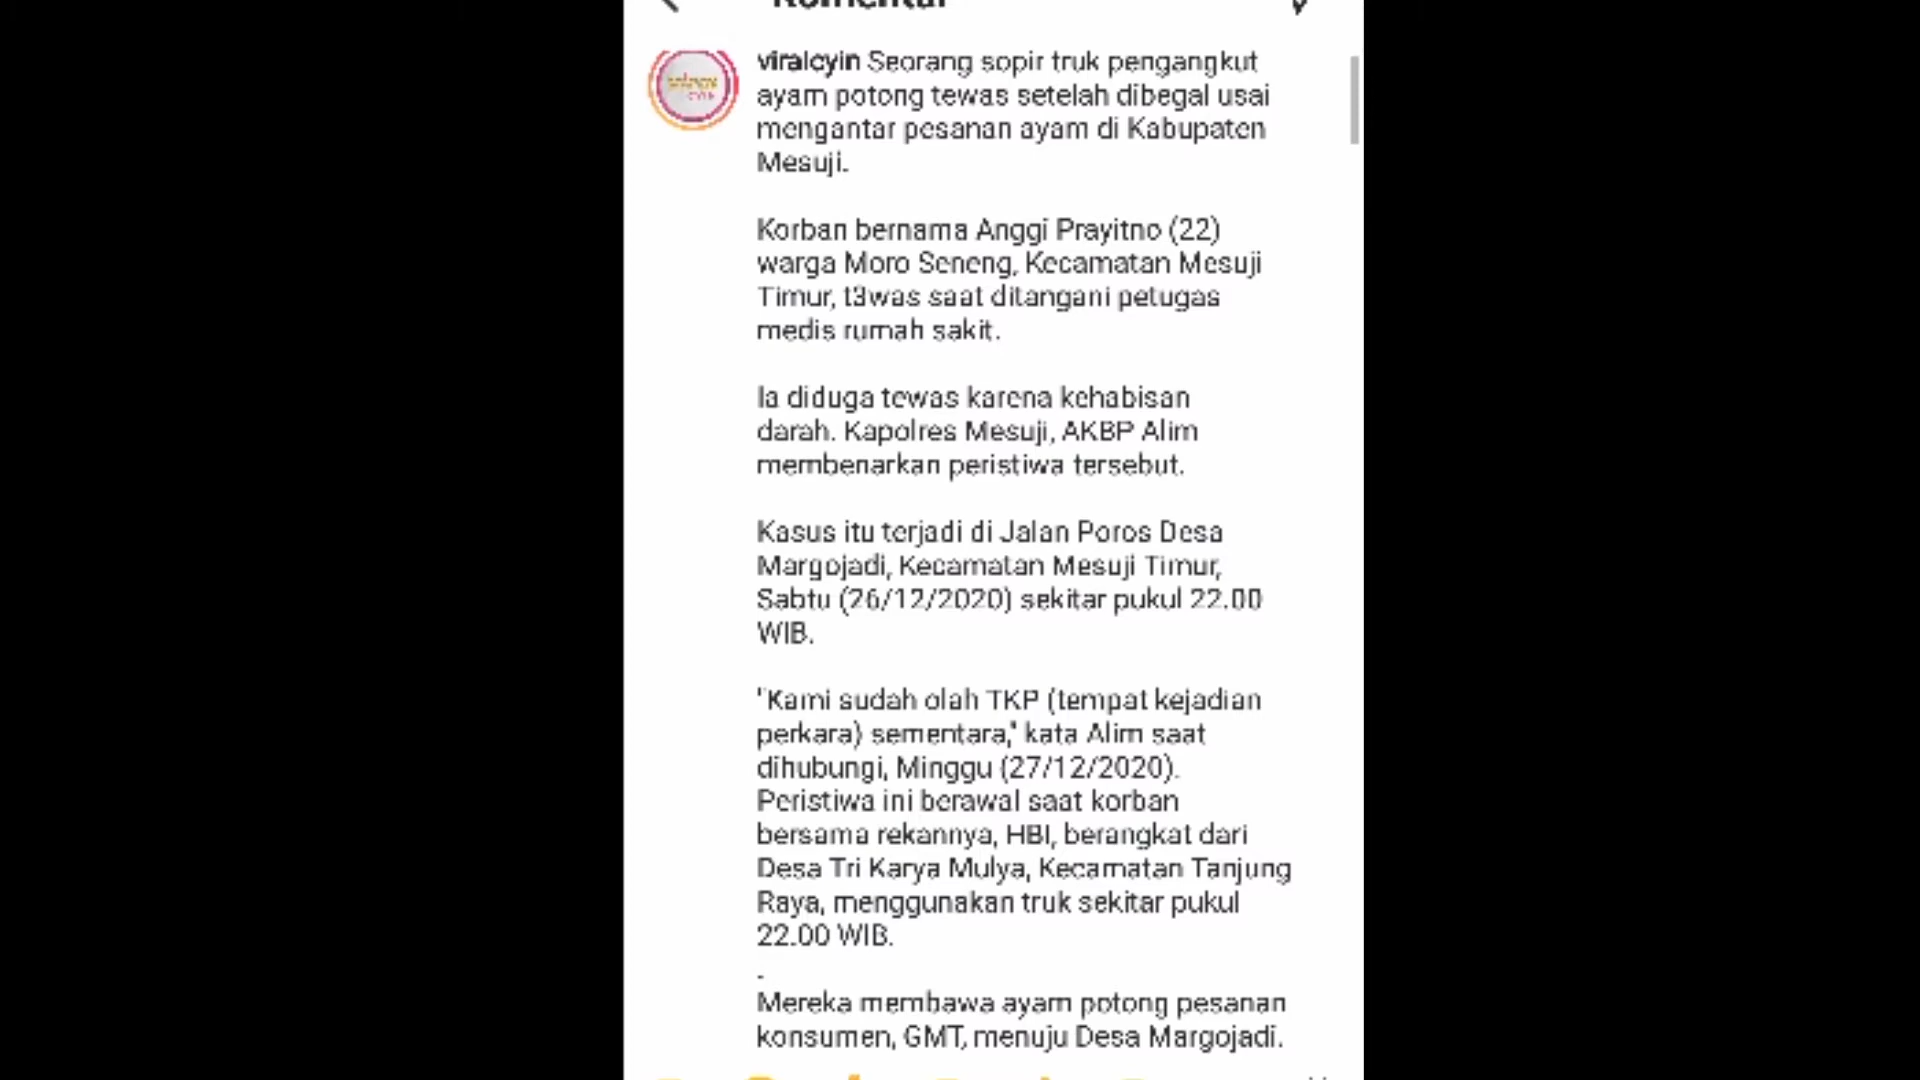 Komentar
viralcyin Seorang sopir truk pengangkut
ayam potong tewas setelah dibegal usai
mengantar pesanan ayam di Kabupaten
Mesuji.
Korban bernama Anggi Prayitno (22)
warga Moro Seneng, Kecamatan Mesuji
Timur, t3was saat ditangani petugas
medis rumah sakit.
Ia diduga tewas karena kehabisan
darah. Kapolres Mesuji, AKBP Alim
membenarkan peristiwa tersebut.
Kasus itu terjadi di Jalan Poros Desa
Margojadi, Kecamatan Mesuji Timur,
Sabtu (26/12/2020) sekitar pukul 22.00
WIB.
"Kami sudah olah TKP (tempat kejadian
perkara) sementara," kata Alim saat
dihubungi, Minggu (27/12/2020).
Peristiwa ini berawal saat korban
bersama rekannya, HBI, berangkat dari
Desa Tri Karya Mulya, Kecamatan Tanjung
Raya, menggunakan truk sekitar pukul
22.00 WIB.
.
Mereka membawa ayam potong pesanan
konsumen, GMT, menuju Desa Margojadi.